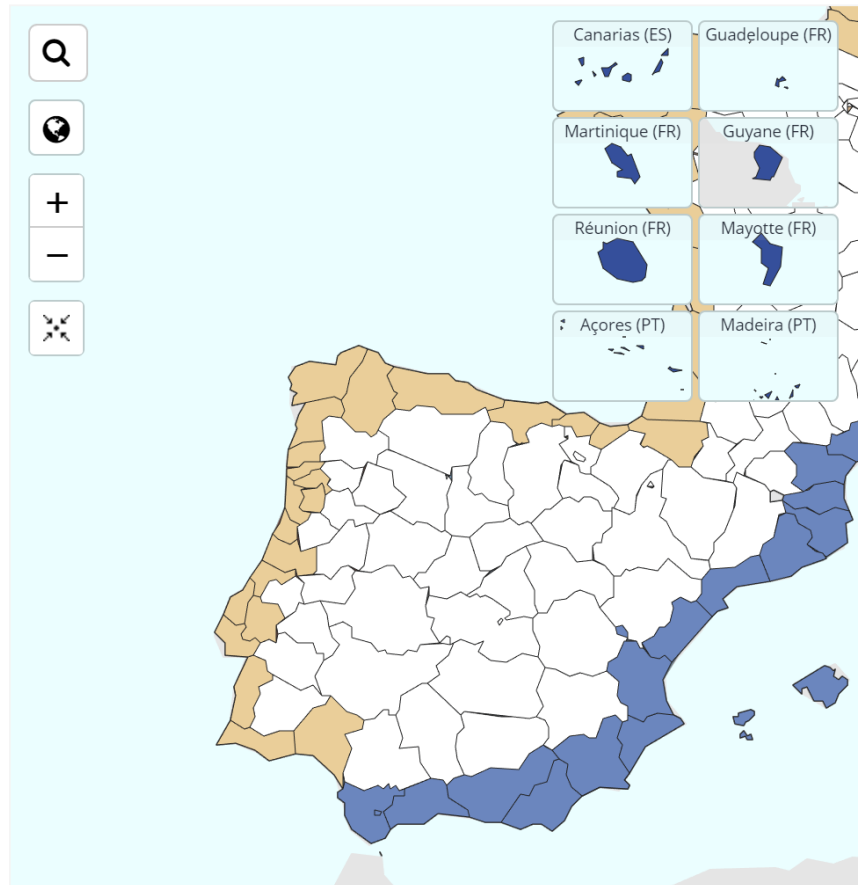 Canarias (ES)
Guadeloupe (FR)
Martinique (FR)
Guyane (FR)
Réunion (FR)
Mayotte (FR)
Açores (PT)
Madeira (PT)
+
−